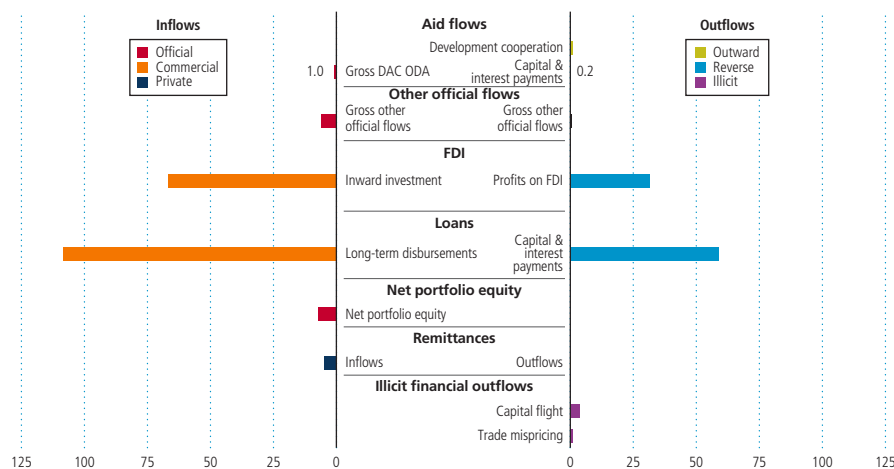 Inflows
Official
Commercial
Private
Aid flows
Outflows
Outward
Reverse
Illicit
Development cooperation
1.0
Gross DAC ODA
Capital &
interest payments
0.2
Other official flows
Gross other
official flows
Gross other
official flows
FDI
Inward investment
Profits on FDI
Loans
Long-term disbursements
Capital &
interest
payments
Net portfolio equity
Net portfolio equity
Remittances
Inflows
Outflows
Illicit financial outflows
Capital flight
Trade mispricing
125 100 75 50 25 0 0 25 50 75 100 125